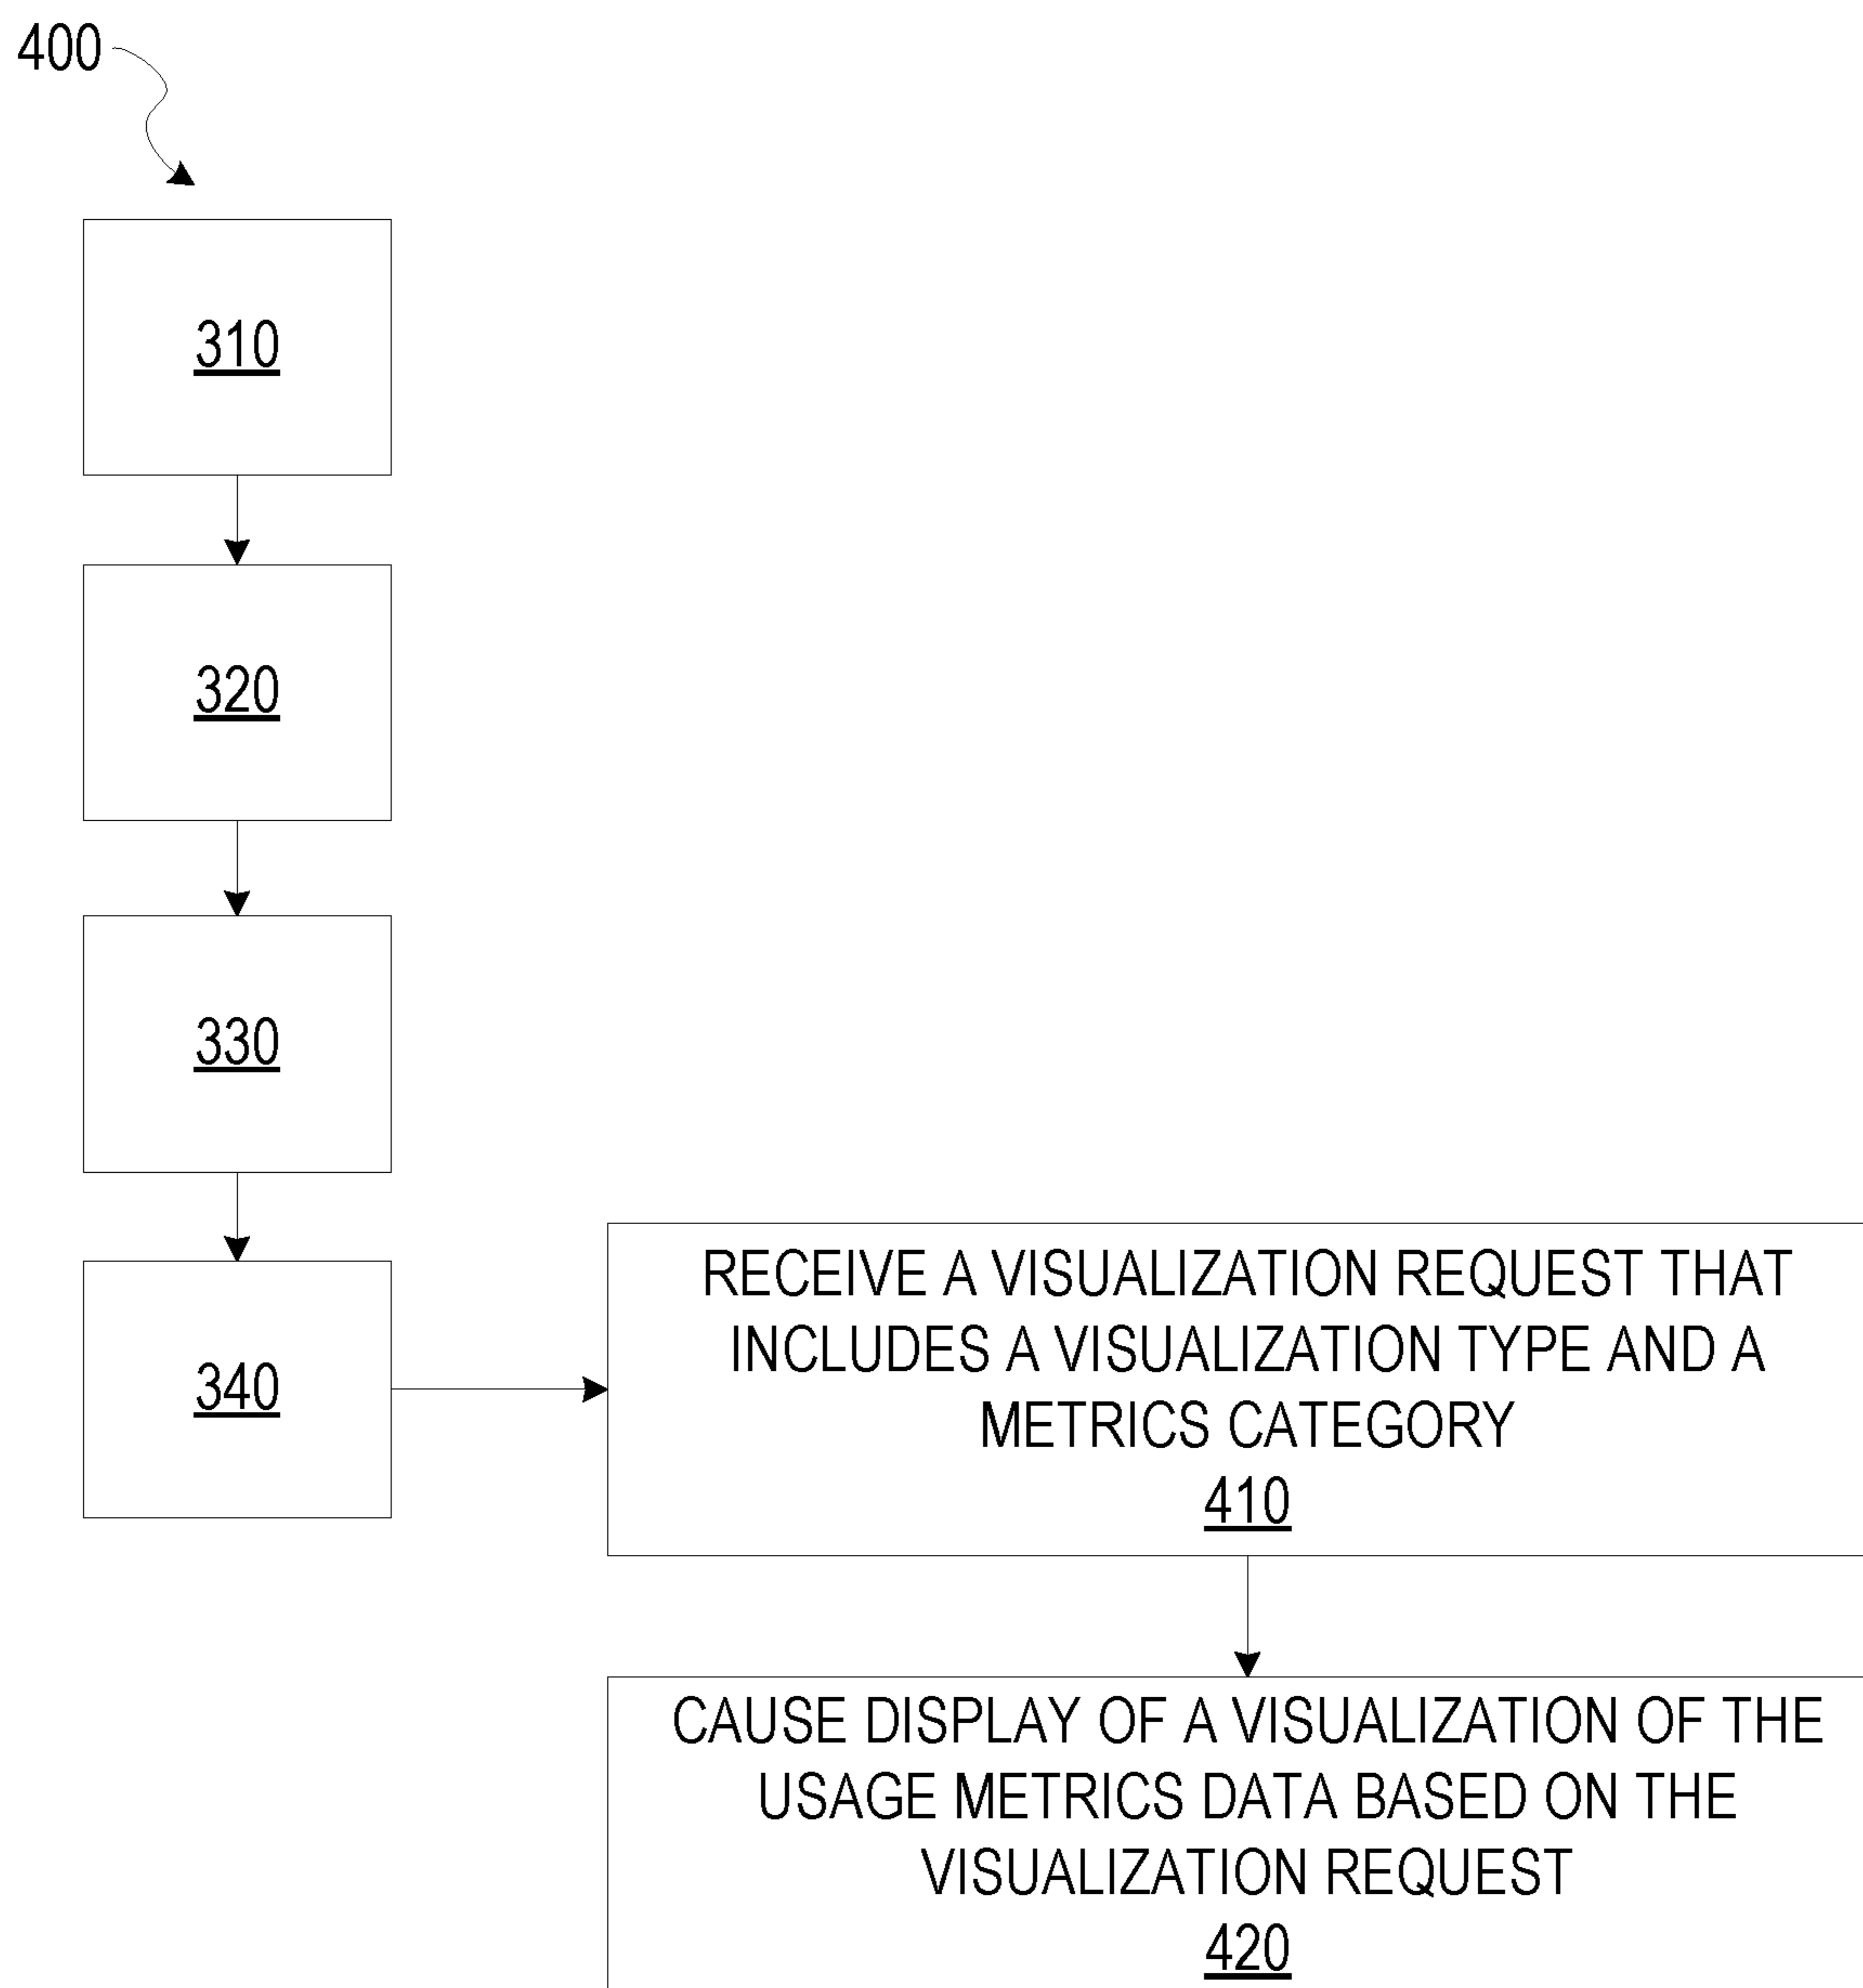 400
310
320
330
340
RECEIVE A VISUALIZATION REQUEST THAT
INCLUDES A VISUALIZATION TYPE AND A
METRICS CATEGORY
410
CAUSE DISPLAY OF A VISUALIZATION OF THE
USAGE METRICS DATA BASED ON THE
VISUALIZATION REQUEST
420